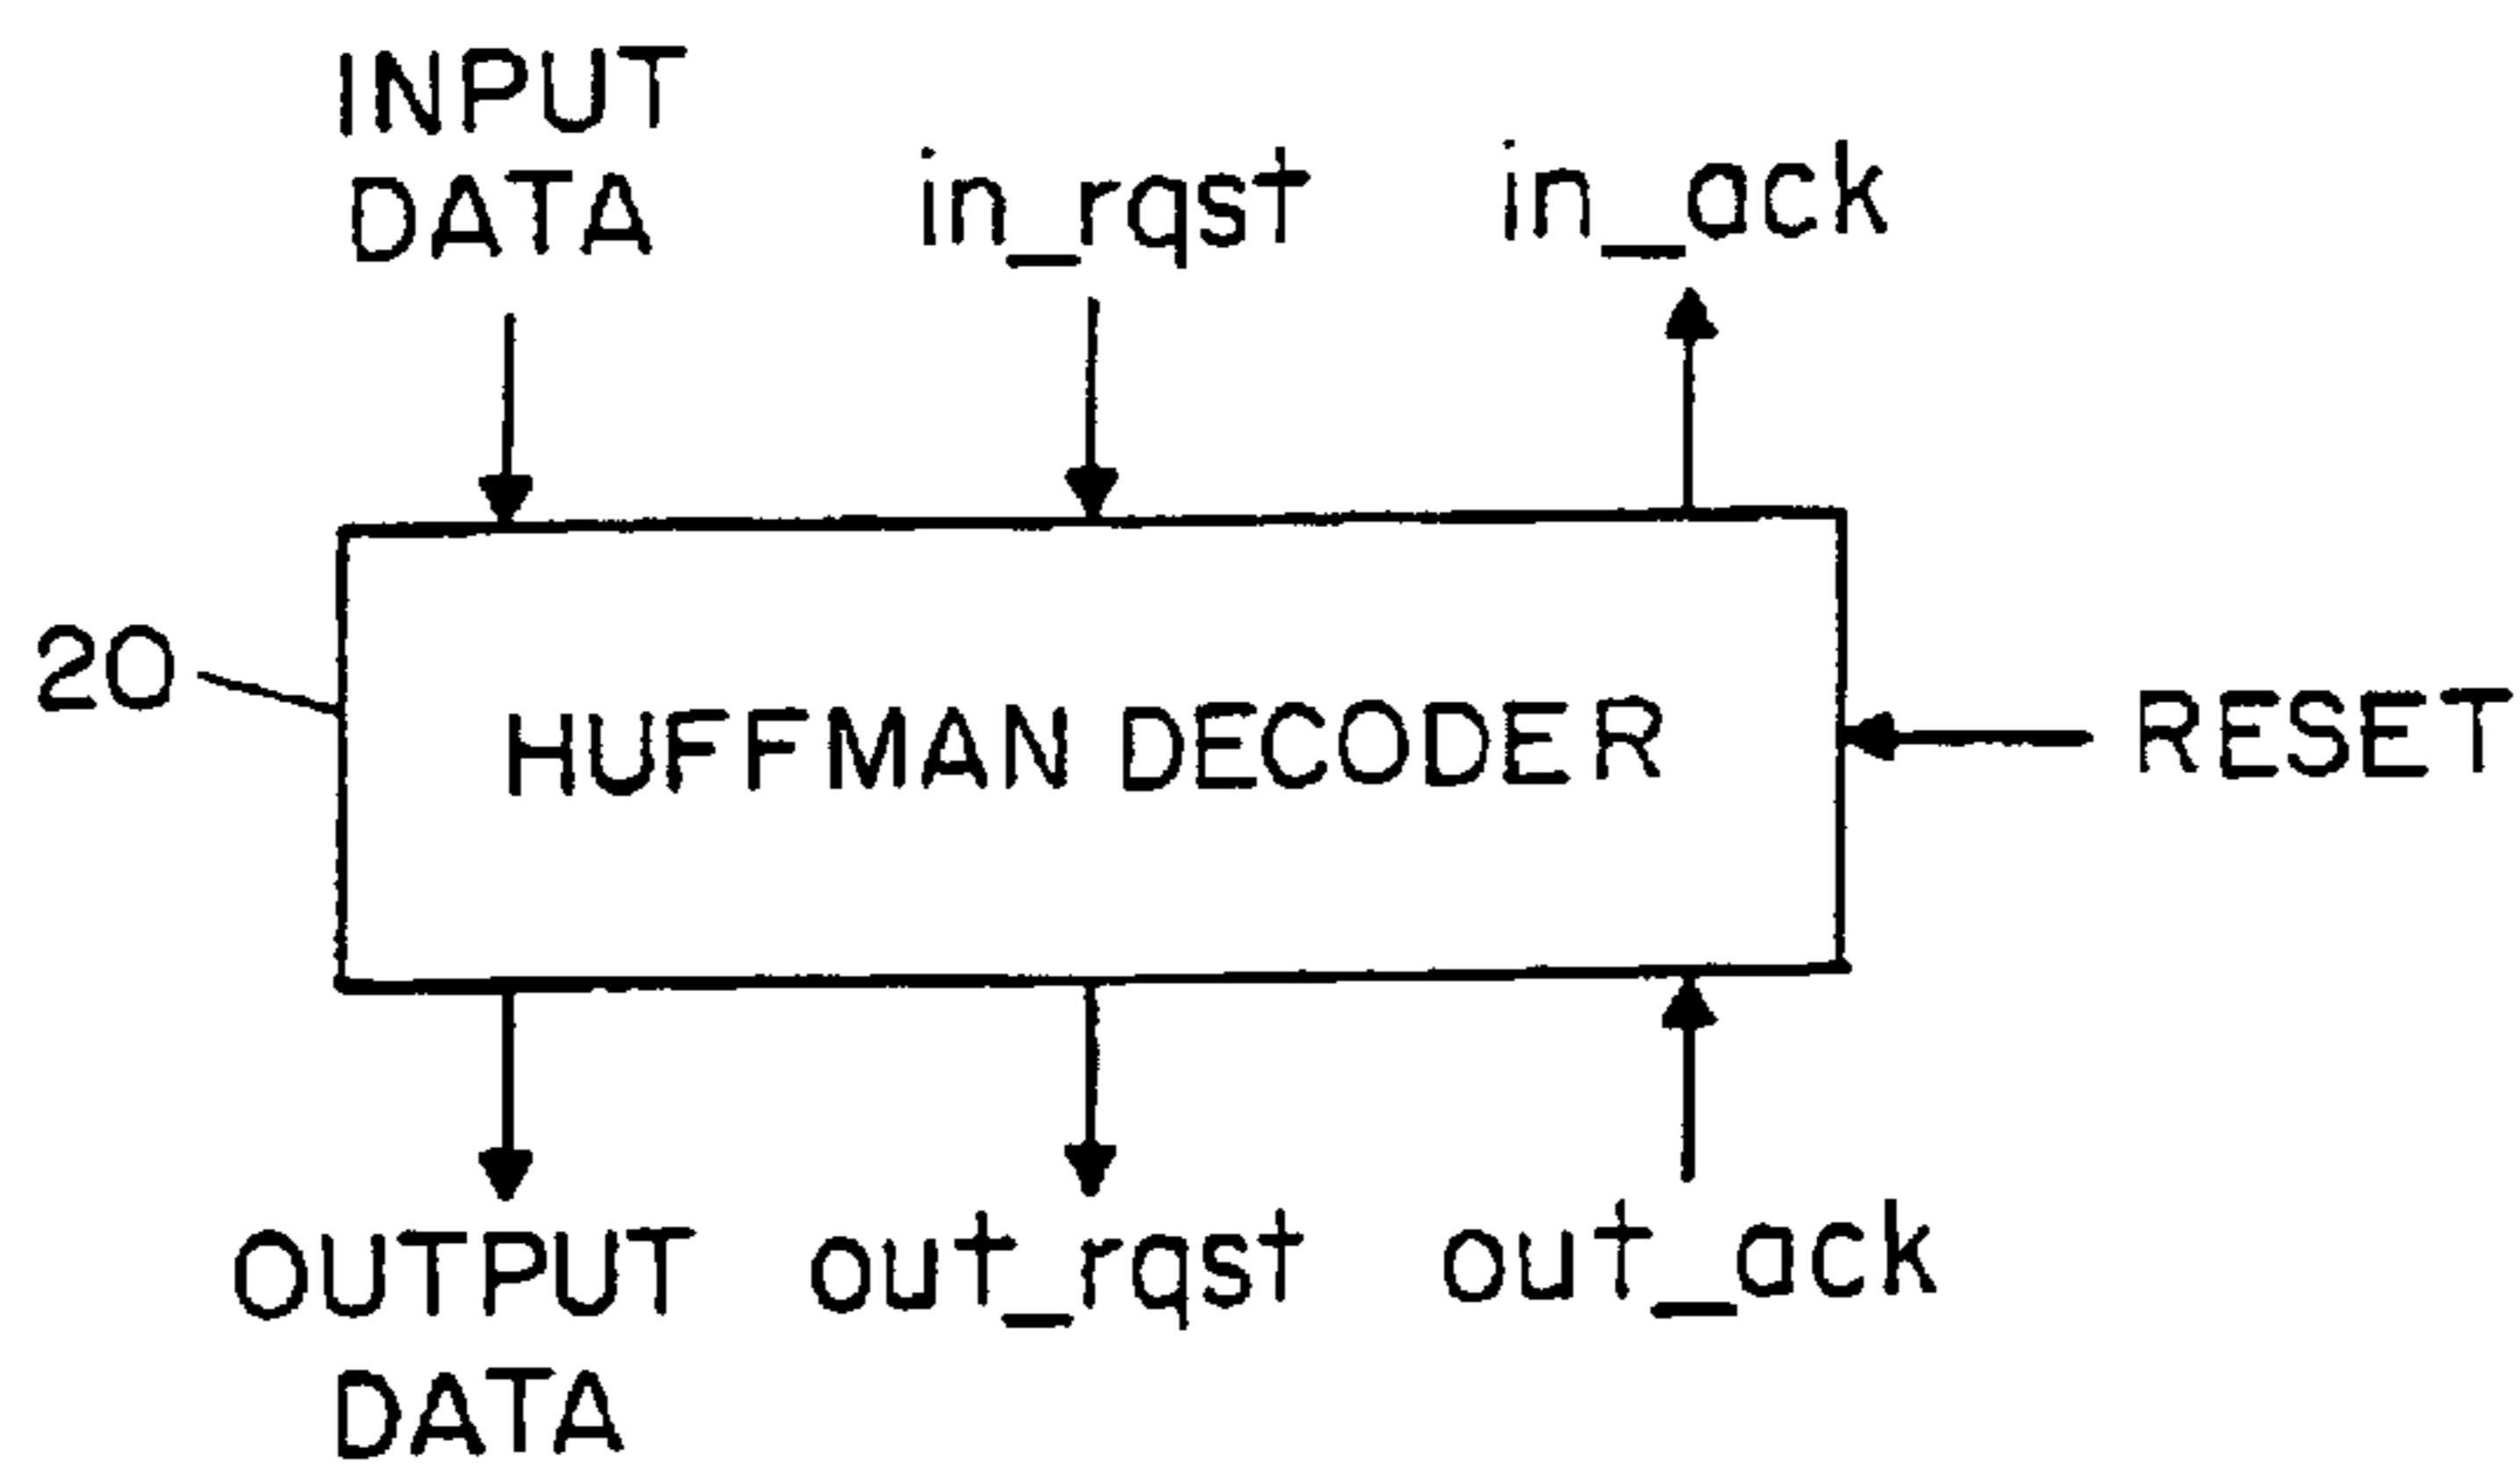 INPUT
DATA
in_rqst
in_ack
20
HUFFMAN DECODER
RESET
OUTPUT
DATA
out_rqst
out_ack